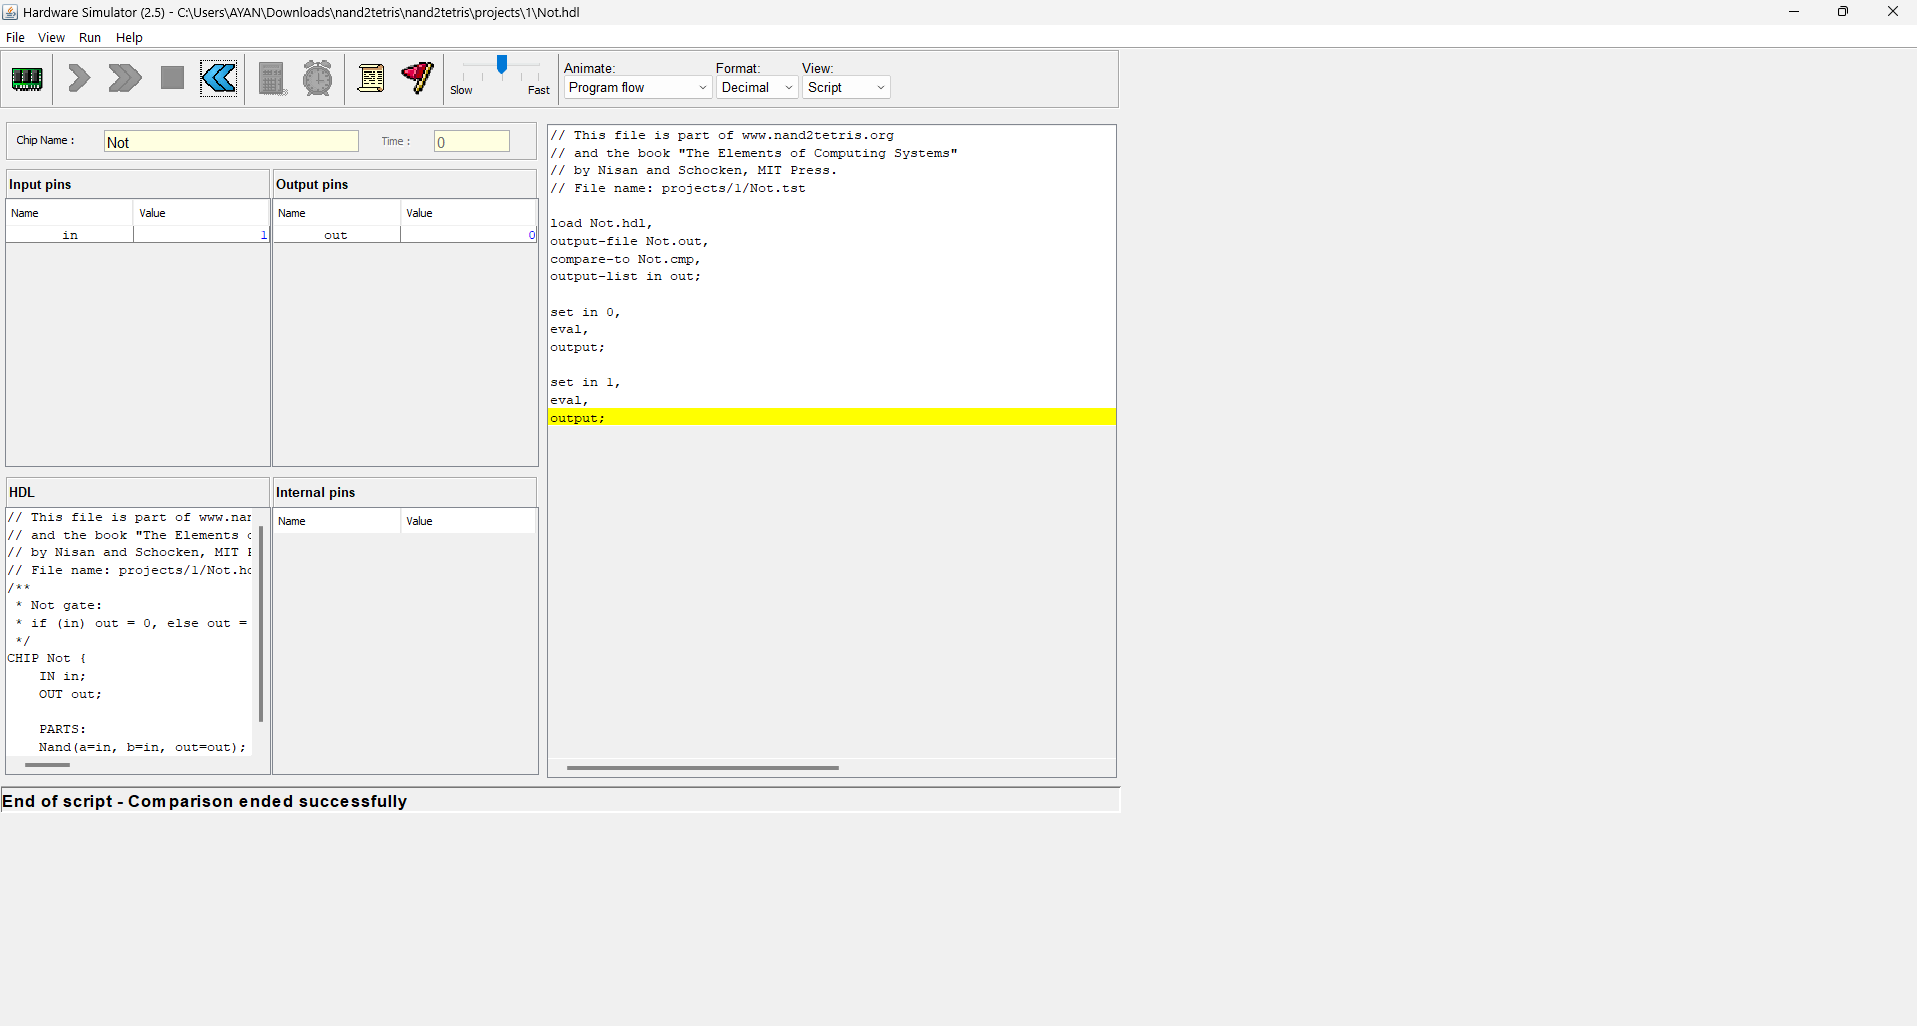 Hardware Simulator (2.5) - C:\Users\AYAN\Downloads\nand2tetris\nand2tetris\projects\1\Not.hdl
File View Run Help
Slow Fast
Animate: Format: View:
Program flow Decimal Script
Chip Name : Not Time : 0
Input pins
Name Value
in 1
Output pins
Name Value
out 0
HDL
// This file is part of www.nan
// and the book "The Elements o
// by Nisan and Schocken, MIT P
// File name: projects/1/Not.hd
/**
* Not gate:
* if (in) out = 0, else out =
*/
CHIP Not {
IN in;
OUT out;
PARTS:
Nand(a=in, b=in, out=out);
Internal pins
Name Value
// This file is part of www.nand2tetris.org
// and the book "The Elements of Computing Systems"
// by Nisan and Schocken, MIT Press.
// File name: projects/1/Not.tst
load Not.hdl,
output-file Not.out,
compare-to Not.cmp,
output-list in out;
set in 0,
eval,
output;
set in 1,
eval,
output;
End of script - Comparison ended successfully